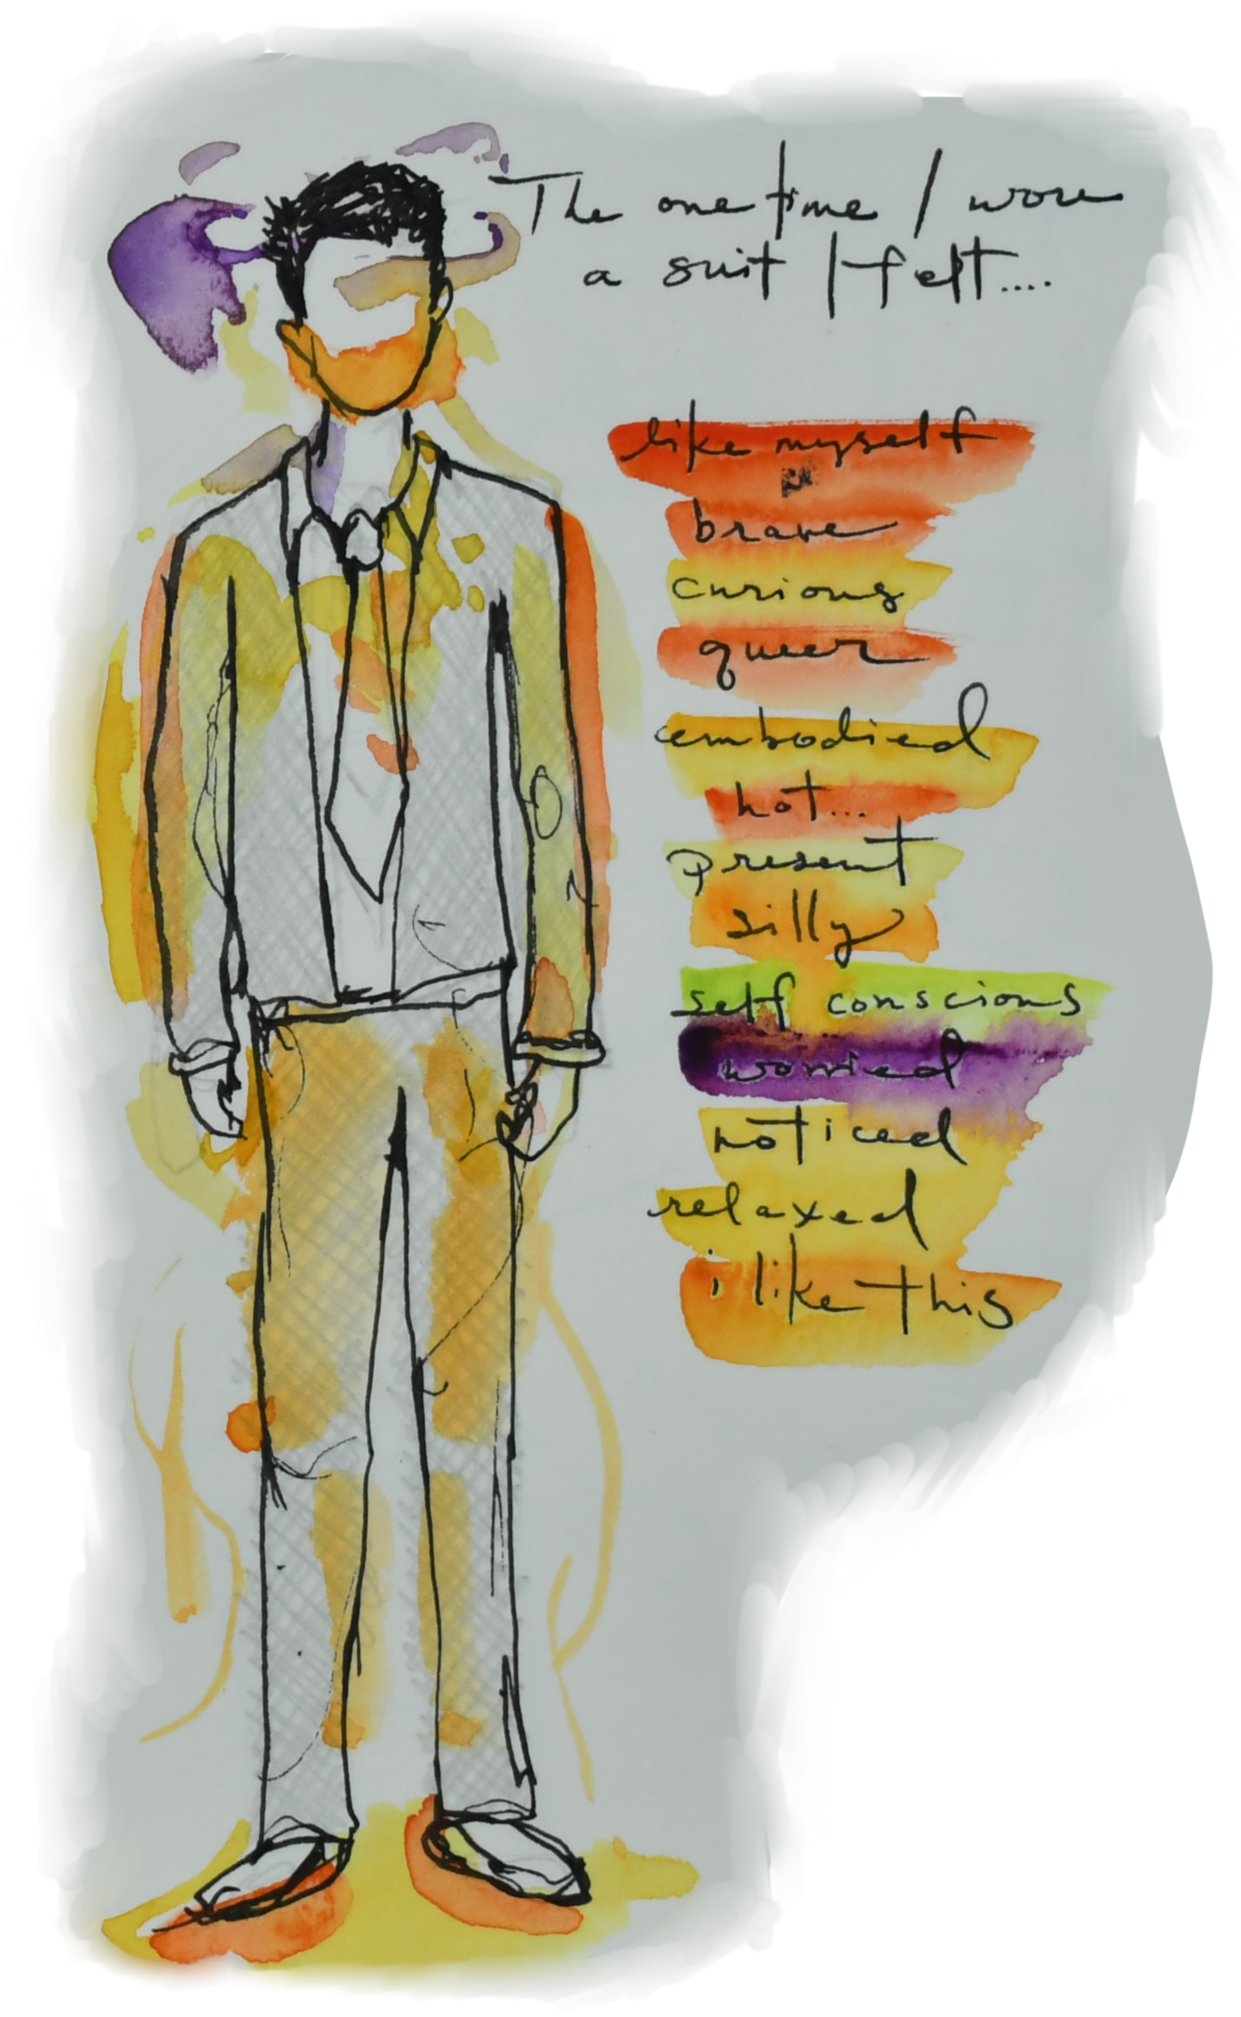 The one time I wore
a suit I felt....
like myself
brave
curious
queer
embodied
hot...
present
silly
self conscious
worried
noticed
relaxed
i like this